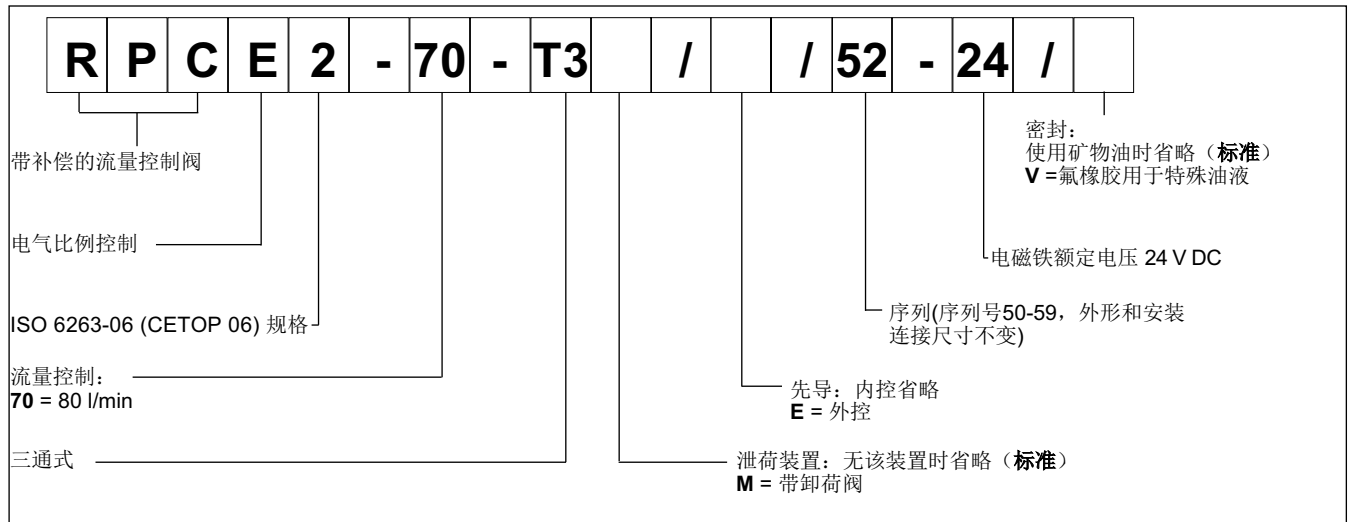 R P C E 2 - 70 - T3 / / 52 - 24 /
带补偿的流量控制阀
电气比例控制
ISO 6263-06 (CETOP 06) 规格
流量控制：
70 = 80 l/min
三通式
密封：
使用矿物油时省略（标准）
V =氟橡胶用于特殊油液
电磁铁额定电压 24 V DC
序列(序列号50-59，外形和安装
连接尺寸不变)
先导：内控省略
E = 外控
泄荷装置：无该装置时省略（标准）
M = 带卸荷阀